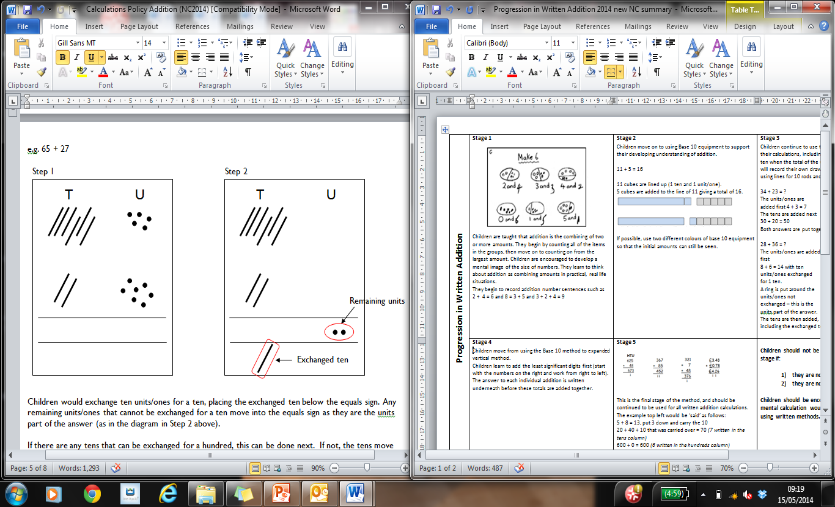 Calculations Policy Addition (NC2014) [Compatibility Mode] - Microsoft Word
File Home Insert Page Layout References Mailings Review View
Gill Sans MT 14
Paste
Quick Styles Change Styles Editing
Clipboard Font Paragraph Styles
e.g. 65 + 27
Step 1 Step 2
T U T U
Remaining units
Exchanged ten
Children would exchange ten units/ones for a ten, placing the exchanged ten below the equals sign. Any
remaining units/ones that cannot be exchanged for a ten move into the equals sign as they are the units
part of the answer (as in the diagram in Step 2 above).
If there are any tens that can be exchanged for a hundred, this can be done next. If not, the tens move
Page: 5 of 8 Words: 1,293 90%
Progression in Written Addition 2014 new NC summary - Microsoft...
Table T...
File Home Insert Page Layout References Mailings Review View Design Layout
Calibri (Body) 11
Paste
Quick Styles Change Styles Editing
Clipboard Font Paragraph Styles
Progression in Written Addition
Stage 1
Make 6
2 and 4 3 and 3 4 and 2
0 and 6 1 and 5 5 and 1
Children are taught that addition is the combining of two
or more amounts. They begin by counting all of the items
in the groups, then move on to counting on from the
largest amount. Children are encouraged to develop a
mental image of the size of numbers. They learn to think
about addition as combining amounts in practical, real life
situations.
They begin to record addition number sentences such as
2 + 4 = 6 and 8 = 3 + 5 and 3 + 2 + 4 = 9
Stage 2
Children move on to using Base 10 equipment to support
their developing understanding of addition.
11 + 5 = 16
11 cubes are lined up (1 ten and 1 unit/one).
5 cubes are added to the line of 11 giving a total of 16.
If possible, use two different colours of base 10 equipment
so that the initial amounts can still be seen.
Stage 3
Children continue to use t
their calculations, includin
ten when the total of the
will record their own draw
using lines for 10 rods and
34 + 23 = ?
The units/ones are
added first 4 + 3 = 7
The tens are added next
30 + 20 = 50
Both answers are put toge
28 + 36 = ?
The units/ones are added
first
8 + 6 = 14 with ten
units/ones exchanged
for 1 ten.
A ring is put around the
units/ones not
exchanged – this is the
units part of the answer.
The tens are then added,
including the exchanged t
Stage 4
Children move from using the Base 10 method to expanded
vertical method.
Children learn to add the least significant digits first (start
with the numbers on the right and work from right to left).
The answer to each individual addition is written
underneath before these totals are added together.
Stage 5
This is the final stage of the method, and should be
continued to be used for all written addition calculations.
The example top left would be 'said' as follows:
5 + 8 = 13, put 3 down and carry the 10
20 + 40 + 10 that was carried over = 70 (7 written in the
tens column)
600 + 0 = 600 (6 written in the hundreds column)
Children should not be
stage if:
1) they are no
2) they are no
Children should be enco
mental calculation
using written methods.
Page: 1 of 2 Words: 487 70%
(4:59)
09:19
15/05/2014